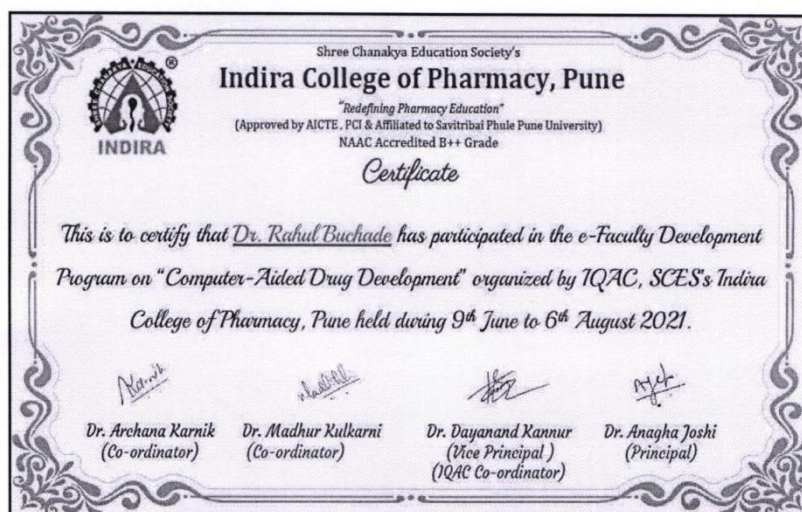 Shree Chanakya Education Society's
Indira College of Pharmacy, Pune
"Redefining Pharmacy Education"
(Approved by AICTE , PCI & Affiliated to Savitribai Phule Pune University)
NAAC Accredited B++ Grade
®
INDIRA
Certificate
This is to certify that Dr. Rahul Buchade has participated in the e-Faculty Development
Program on "Computer-Aided Drug Development" organized by IQAC, SCES's Indira
College of Pharmacy, Pune held during 9th June to 6th August 2021.
Dr. Archana Karnik Dr. Madhur Kulkarni Dr. Dayanand Kannur Dr. Anagha Joshi
(Co-ordinator) (Co-ordinator) (Vice Principal ) (Principal)
(IQAC Co-ordinator)